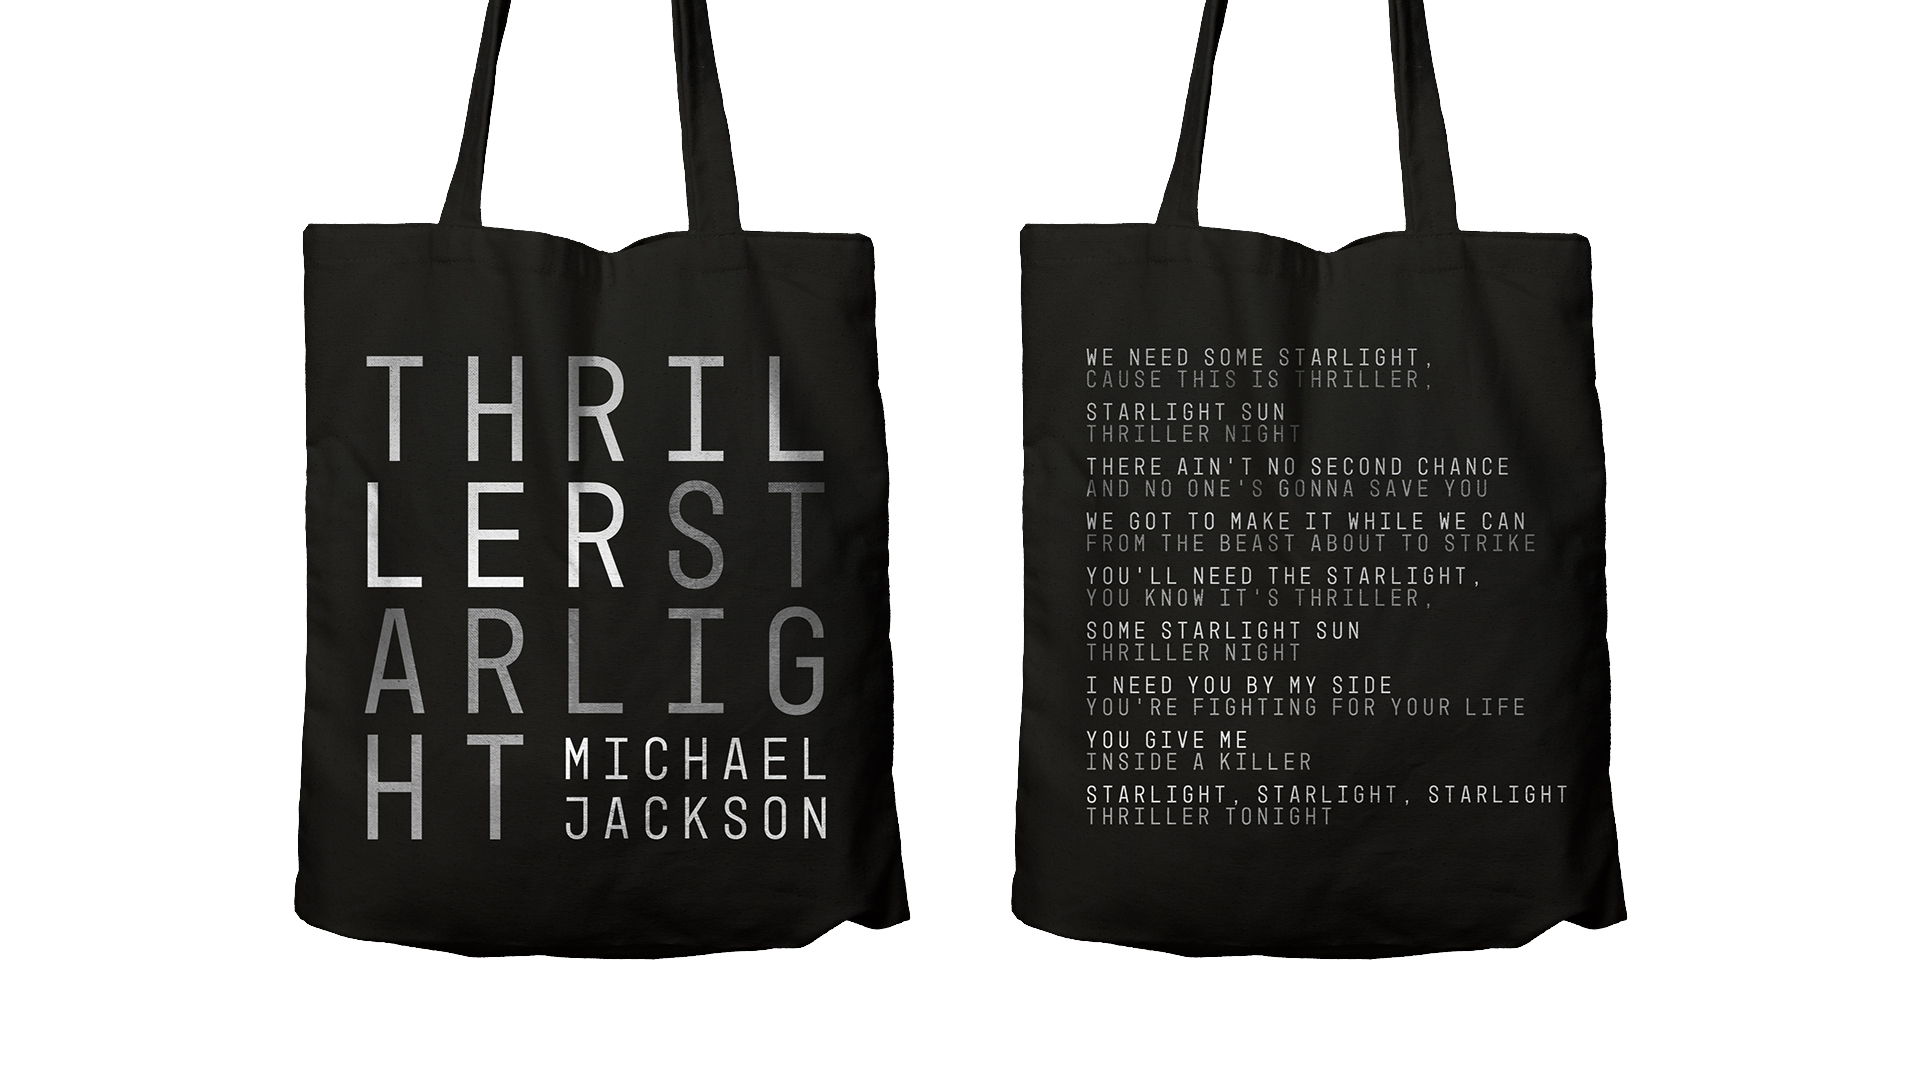 THRIL
LERST
ARLIG
HT MICHAEL
JACKSON
WE NEED SOME STARLIGHT,
CAUSE THIS IS THRILLER,
STARLIGHT SUN
THRILLER NIGHT
THERE AIN'T NO SECOND CHANCE
AND NO ONE'S GONNA SAVE YOU
WE GOT TO MAKE IT WHILE WE CAN
FROM THE BEAST ABOUT TO STRIKE
YOU'LL NEED THE STARLIGHT,
YOU KNOW IT'S THRILLER,
SOME STARLIGHT SUN
THRILLER NIGHT
I NEED YOU BY MY SIDE
YOU'RE FIGHTING FOR YOUR LIFE
YOU GIVE ME
INSIDE A KILLER
STARLIGHT, STARLIGHT, STARLIGHT
THRILLER TONIGHT